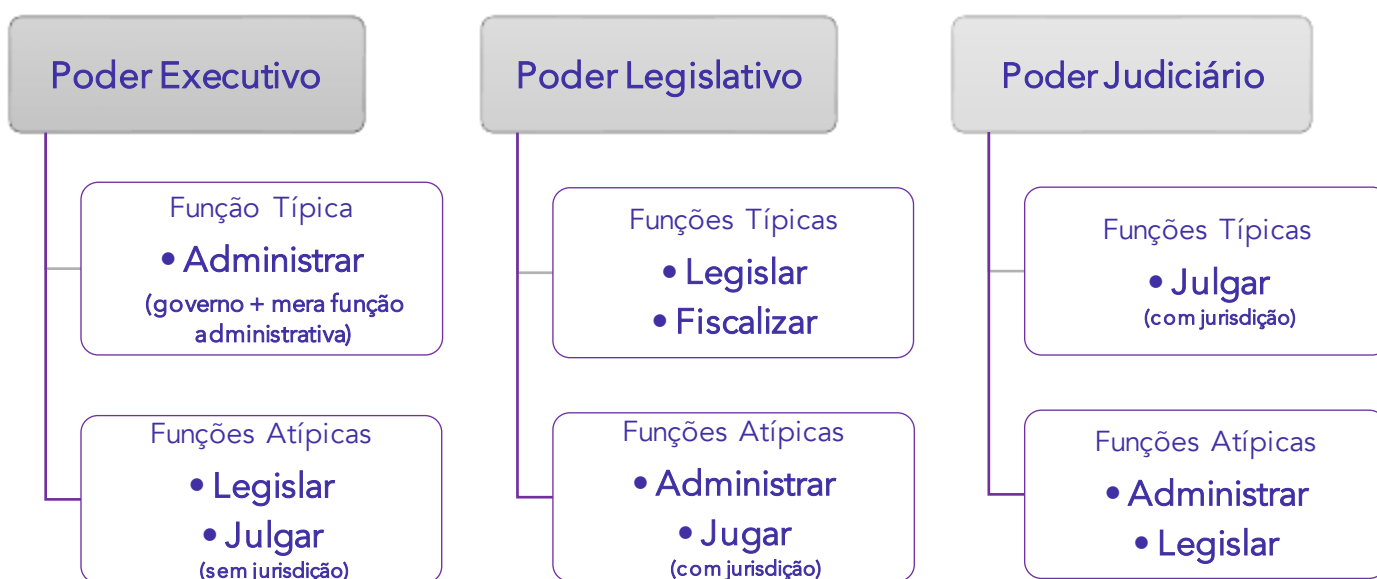 Poder Executivo
Função Típica
• Administrar
(governo + mera função
administrativa)
Funções Atípicas
• Legislar
• Julgar
(sem jurisdição)
Poder Legislativo
Funções Típicas
• Legislar
• Fiscalizar
Funções Atípicas
• Administrar
• Jugar
(com jurisdição)
Poder Judiciário
Funções Típicas
• Julgar
(com jurisdição)
Funções Atípicas
• Administrar
• Legislar